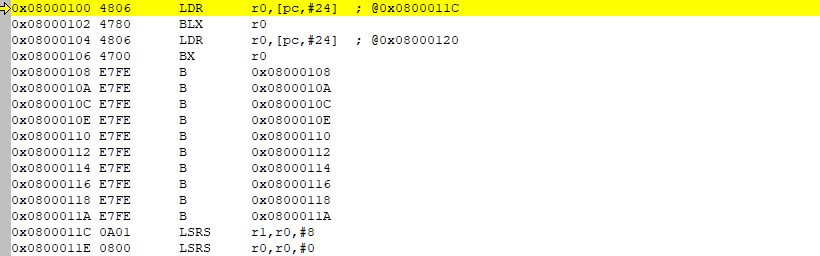 0x08000100 4806 LDR r0,[pc,#24] ; @0x0800011C
0x08000102 4780 BLX r0
0x08000104 4806 LDR r0,[pc,#24] ; @0x08000120
0x08000106 4700 BX r0
0x08000108 E7FE B 0x08000108
0x0800010A E7FE B 0x0800010A
0x0800010C E7FE B 0x0800010C
0x0800010E E7FE B 0x0800010E
0x08000110 E7FE B 0x08000110
0x08000112 E7FE B 0x08000112
0x08000114 E7FE B 0x08000114
0x08000116 E7FE B 0x08000116
0x08000118 E7FE B 0x08000118
0x0800011A E7FE B 0x0800011A
0x0800011C 0A01 LSRS r1,r0,#8
0x0800011E 0800 LSRS r0,r0,#0